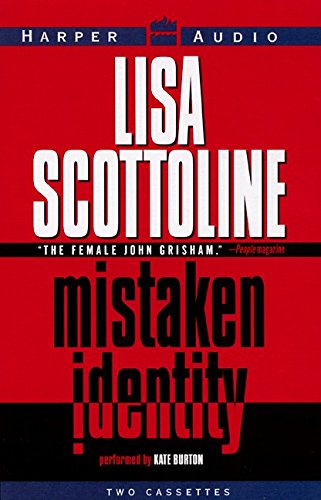 HARPER AUDIO
LISA
SCOTTOLINE
"THE FEMALE JOHN GRISHAM." —People magazine
mistaken
identity
performed by KATE BURTON
TWO CASSETTES